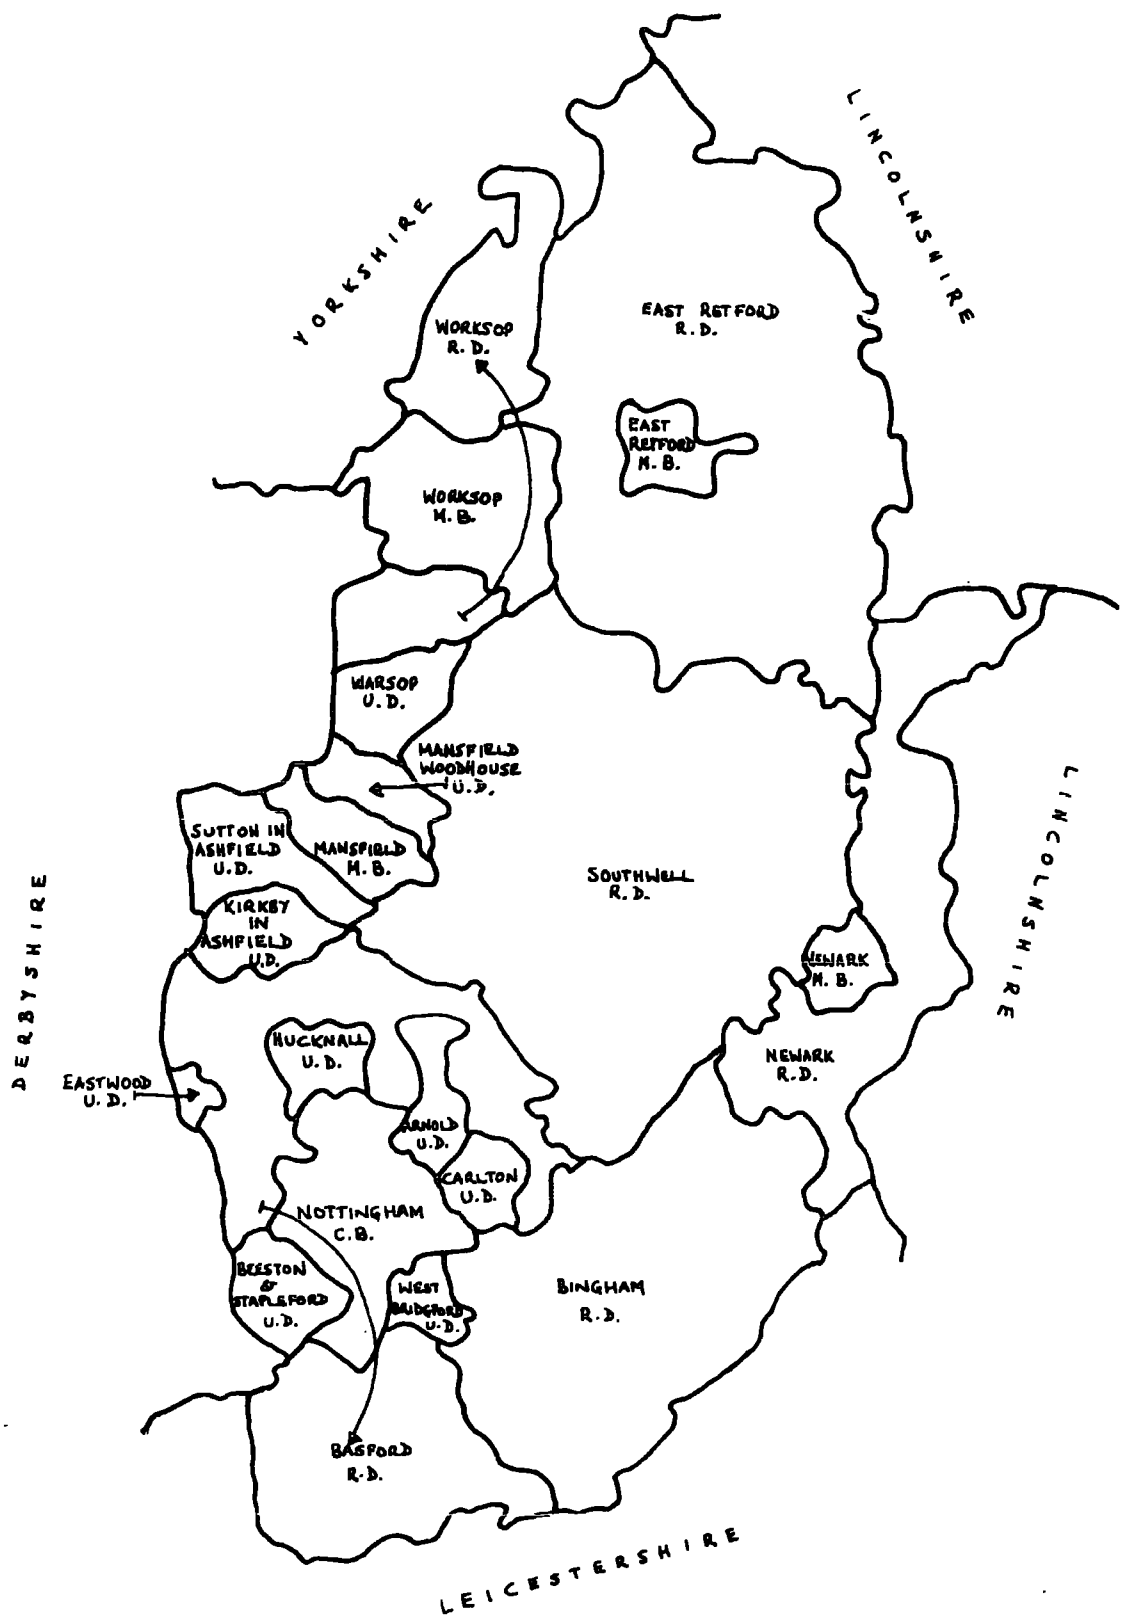 LINCOLNSHIRE
YORKSHIRE
EAST RETFORD
R.D.
WORKSOP
R.D.
EAST
RETFORD
M.B.
WORKSOP
M.B.
WARSOP
U.D.
MANSFIELD
WOODHOUSE
U.D.
SUTTON IN
ASHFIELD
U.D.
MANSFIELD
M.B.
LINCOLNSHIRE
SOUTHWELL
R.D.
KIRKBY
IN
ASHFIELD
U.D.
DERBYSHIRE
NEWARK
M.B.
HUCKNALL
U.D.
NEWARK
R.D.
EASTWOOD
U.D.
ARNOLD
U.D.
CARLTON
U.D.
NOTTINGHAM
C.B.
BEESTON
&
STAPLEFORD
U.D.
WEST
BRIDGFORD
U.D.
BINGHAM
R.D.
BASFORD
R.D.
LEICESTERSHIRE